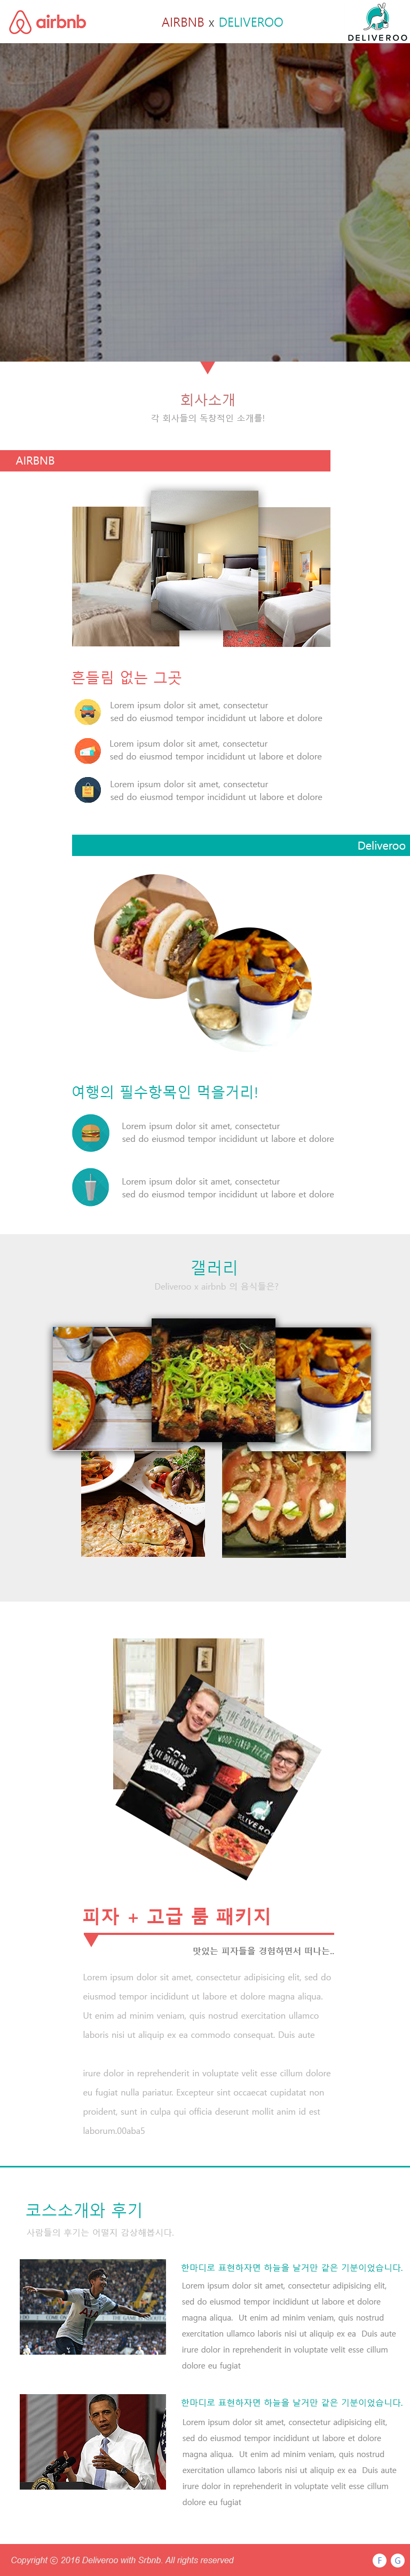 airbnb
AIRBNB x DELIVEROO
DELIVEROO
회사소개
각 회사들의 독창적인 소개를!
AIRBNB
흔들림 없는 그곳
Lorem ipsum dolor sit amet, consectetur
sed do eiusmod tempor incididunt ut labore et dolore
Lorem ipsum dolor sit amet, consectetur
sed do eiusmod tempor incididunt ut labore et dolore
Lorem ipsum dolor sit amet, consectetur
sed do eiusmod tempor incididunt ut labore et dolore
Deliveroo
여행의 필수항목인 먹을거리!
Lorem ipsum dolor sit amet, consectetur
sed do eiusmod tempor incididunt ut labore et dolore
Lorem ipsum dolor sit amet, consectetur
sed do eiusmod tempor incididunt ut labore et dolore
갤러리
Deliveroo x airbnb 의 음식들은?
THE DOUGH BROS
WOOD-FIRED PIZZA
DELIVEROO
피자 + 고급 룸 패키지
맛있는 피자들을 경험하면서 떠나는..
Lorem ipsum dolor sit amet, consectetur adipisicing elit, sed do
eiusmod tempor incididunt ut labore et dolore magna aliqua.
Ut enim ad minim veniam, quis nostrud exercitation ullamco
laboris nisi ut aliquip ex ea commodo consequat. Duis aute
irure dolor in reprehenderit in voluptate velit esse cillum dolore
eu fugiat nulla pariatur. Excepteur sint occaecat cupidatat non
proident, sunt in culpa qui officia deserunt mollit anim id est
laborum.00aba5
코스소개와 후기
사람들의 후기는 어떨지 감상해봅시다.
한마디로 표현하자면 하늘을 날거만 같은 기분이었습니다.
Lorem ipsum dolor sit amet, consectetur adipisicing elit,
sed do eiusmod tempor incididunt ut labore et dolore
magna aliqua. Ut enim ad minim veniam, quis nostrud
exercitation ullamco laboris nisi ut aliquip ex ea Duis aute
irure dolor in reprehenderit in voluptate velit esse cillum
dolore eu fugiat
AIA
한마디로 표현하자면 하늘을 날거만 같은 기분이었습니다.
Lorem ipsum dolor sit amet, consectetur adipisicing elit,
sed do eiusmod tempor incididunt ut labore et dolore
magna aliqua. Ut enim ad minim veniam, quis nostrud
exercitation ullamco laboris nisi ut aliquip ex ea Duis aute
irure dolor in reprehenderit in voluptate velit esse cillum
dolore eu fugiat
Copyright ⓒ 2016 Deliveroo with Srbnb. All rights reserved
F G